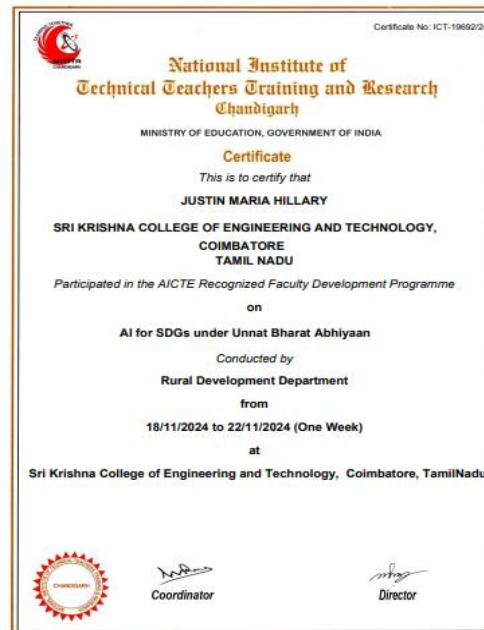 Certificate No: ICT-19692/2
National Institute of
Technical Teachers Training and Research
Chandigarh
MINISTRY OF EDUCATION, GOVERNMENT OF INDIA
Certificate
This is to certify that
JUSTIN MARIA HILLARY
SRI KRISHNA COLLEGE OF ENGINEERING AND TECHNOLOGY,
COIMBATORE
TAMIL NADU
Participated in the AICTE Recognized Faculty Development Programme
on
AI for SDGs under Unnat Bharat Abhiyaan
Conducted by
Rural Development Department
from
18/11/2024 to 22/11/2024 (One Week)
at
Sri Krishna College of Engineering and Technology, Coimbatore, TamilNadu
CHANDIGARH
Coordinator
Director